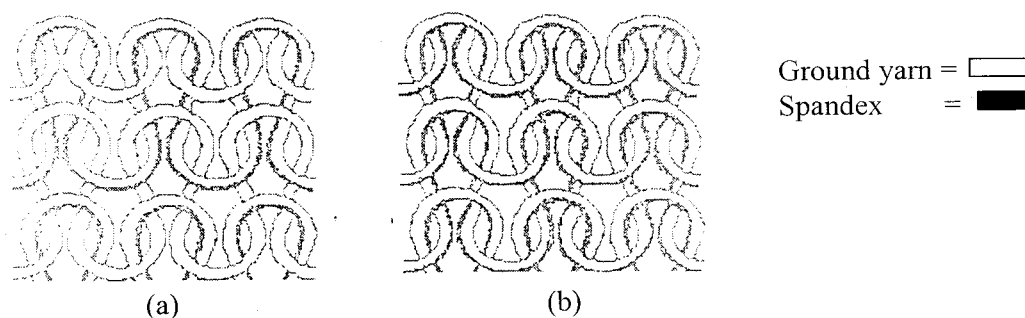 Ground yarn =
Spandex =
(a)
(b)